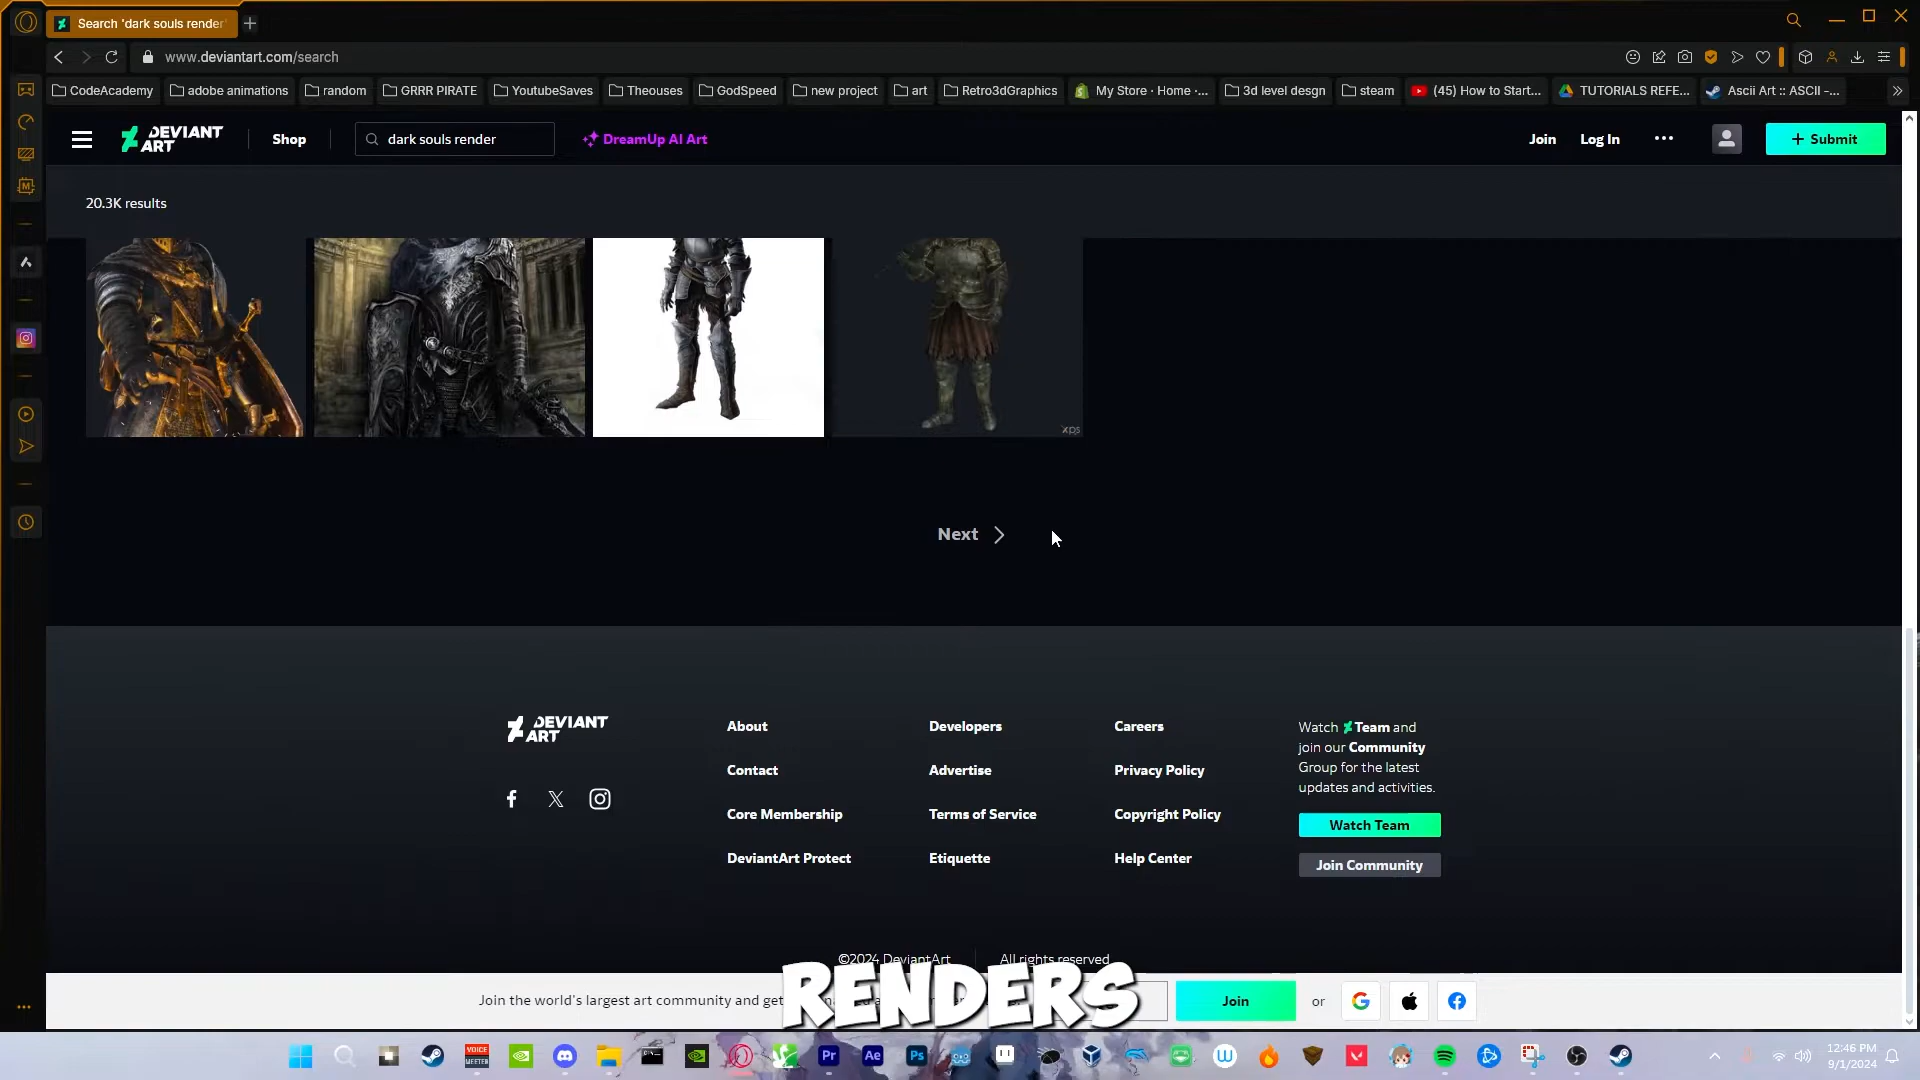 Search 'dark souls render'
www.deviantart.com/search
CodeAcademy
adobe animations
random
GRRR PIRATE
YoutubeSaves
Theouses
GodSpeed
new project
art
Retro3dGraphics
My Store · Home ·...
3d level desgn
steam
(45) How to Start...
TUTORIALS REFE...
Ascii Art :: ASCII -...
DEVIANT ART
Shop
dark souls render
DreamUp AI Art
Join
Log In
+ Submit
20.3K results
xps
Next
DEVIANT ART
About
Developers
Careers
Contact
Advertise
Privacy Policy
Core Membership
Terms of Service
Copyright Policy
DeviantArt Protect
Etiquette
Help Center
Watch Team and
join our Community
Group for the latest
updates and activities.
Watch Team
Join Community
©2024 DeviantArt
All rights reserved
Join the world's largest art community and get
RENDERS
Join
or
VOICE
MEETER
Pr
Ae
Ps
12:46 PM
9/1/2024